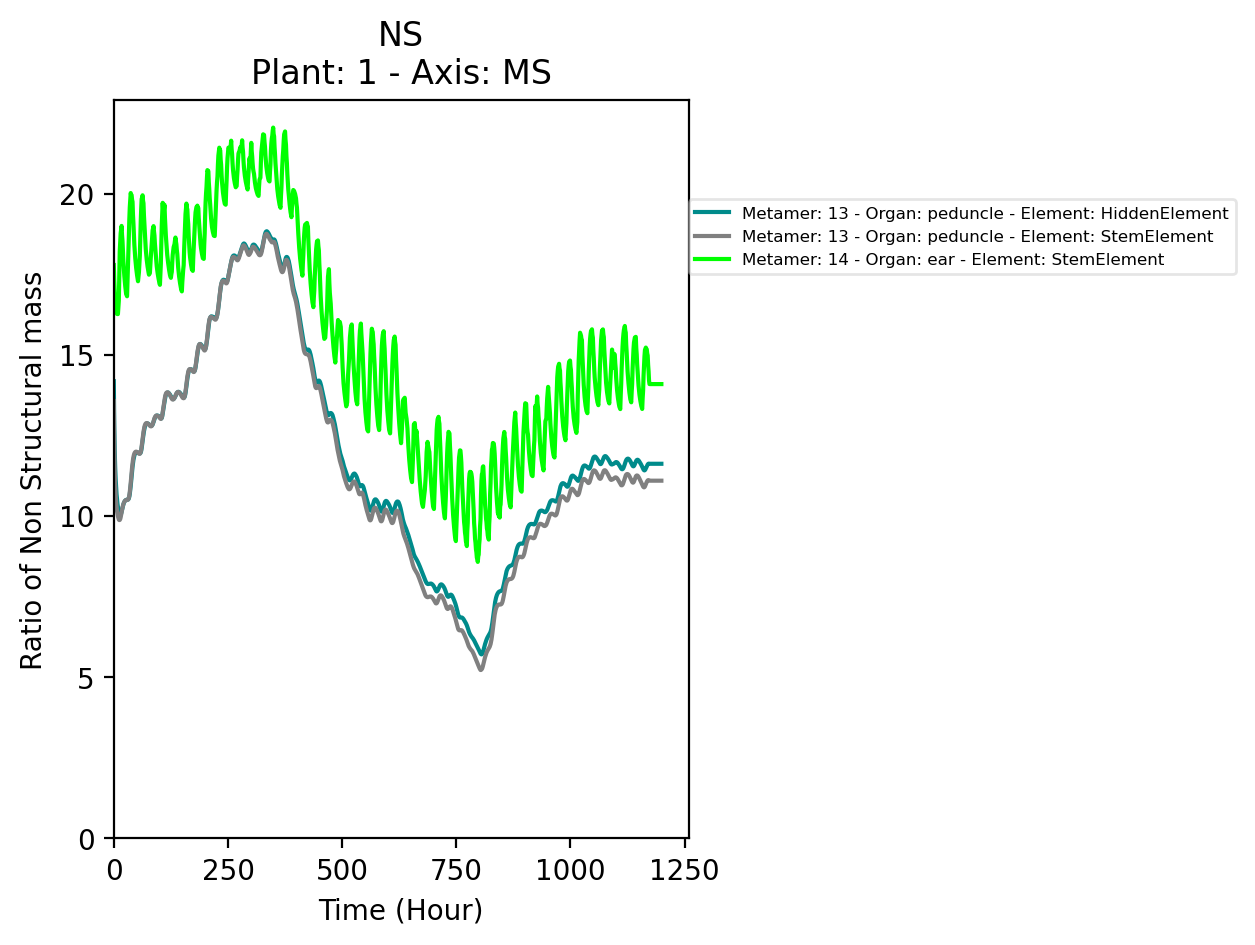 NS
Plant: 1 - Axis: MS
Ratio of Non Structural mass
20
15
10
5
0
0 250 500 750 1000 1250
Time (Hour)
Metamer: 13 - Organ: peduncle - Element: HiddenElement
Metamer: 13 - Organ: peduncle - Element: StemElement
Metamer: 14 - Organ: ear - Element: StemElement